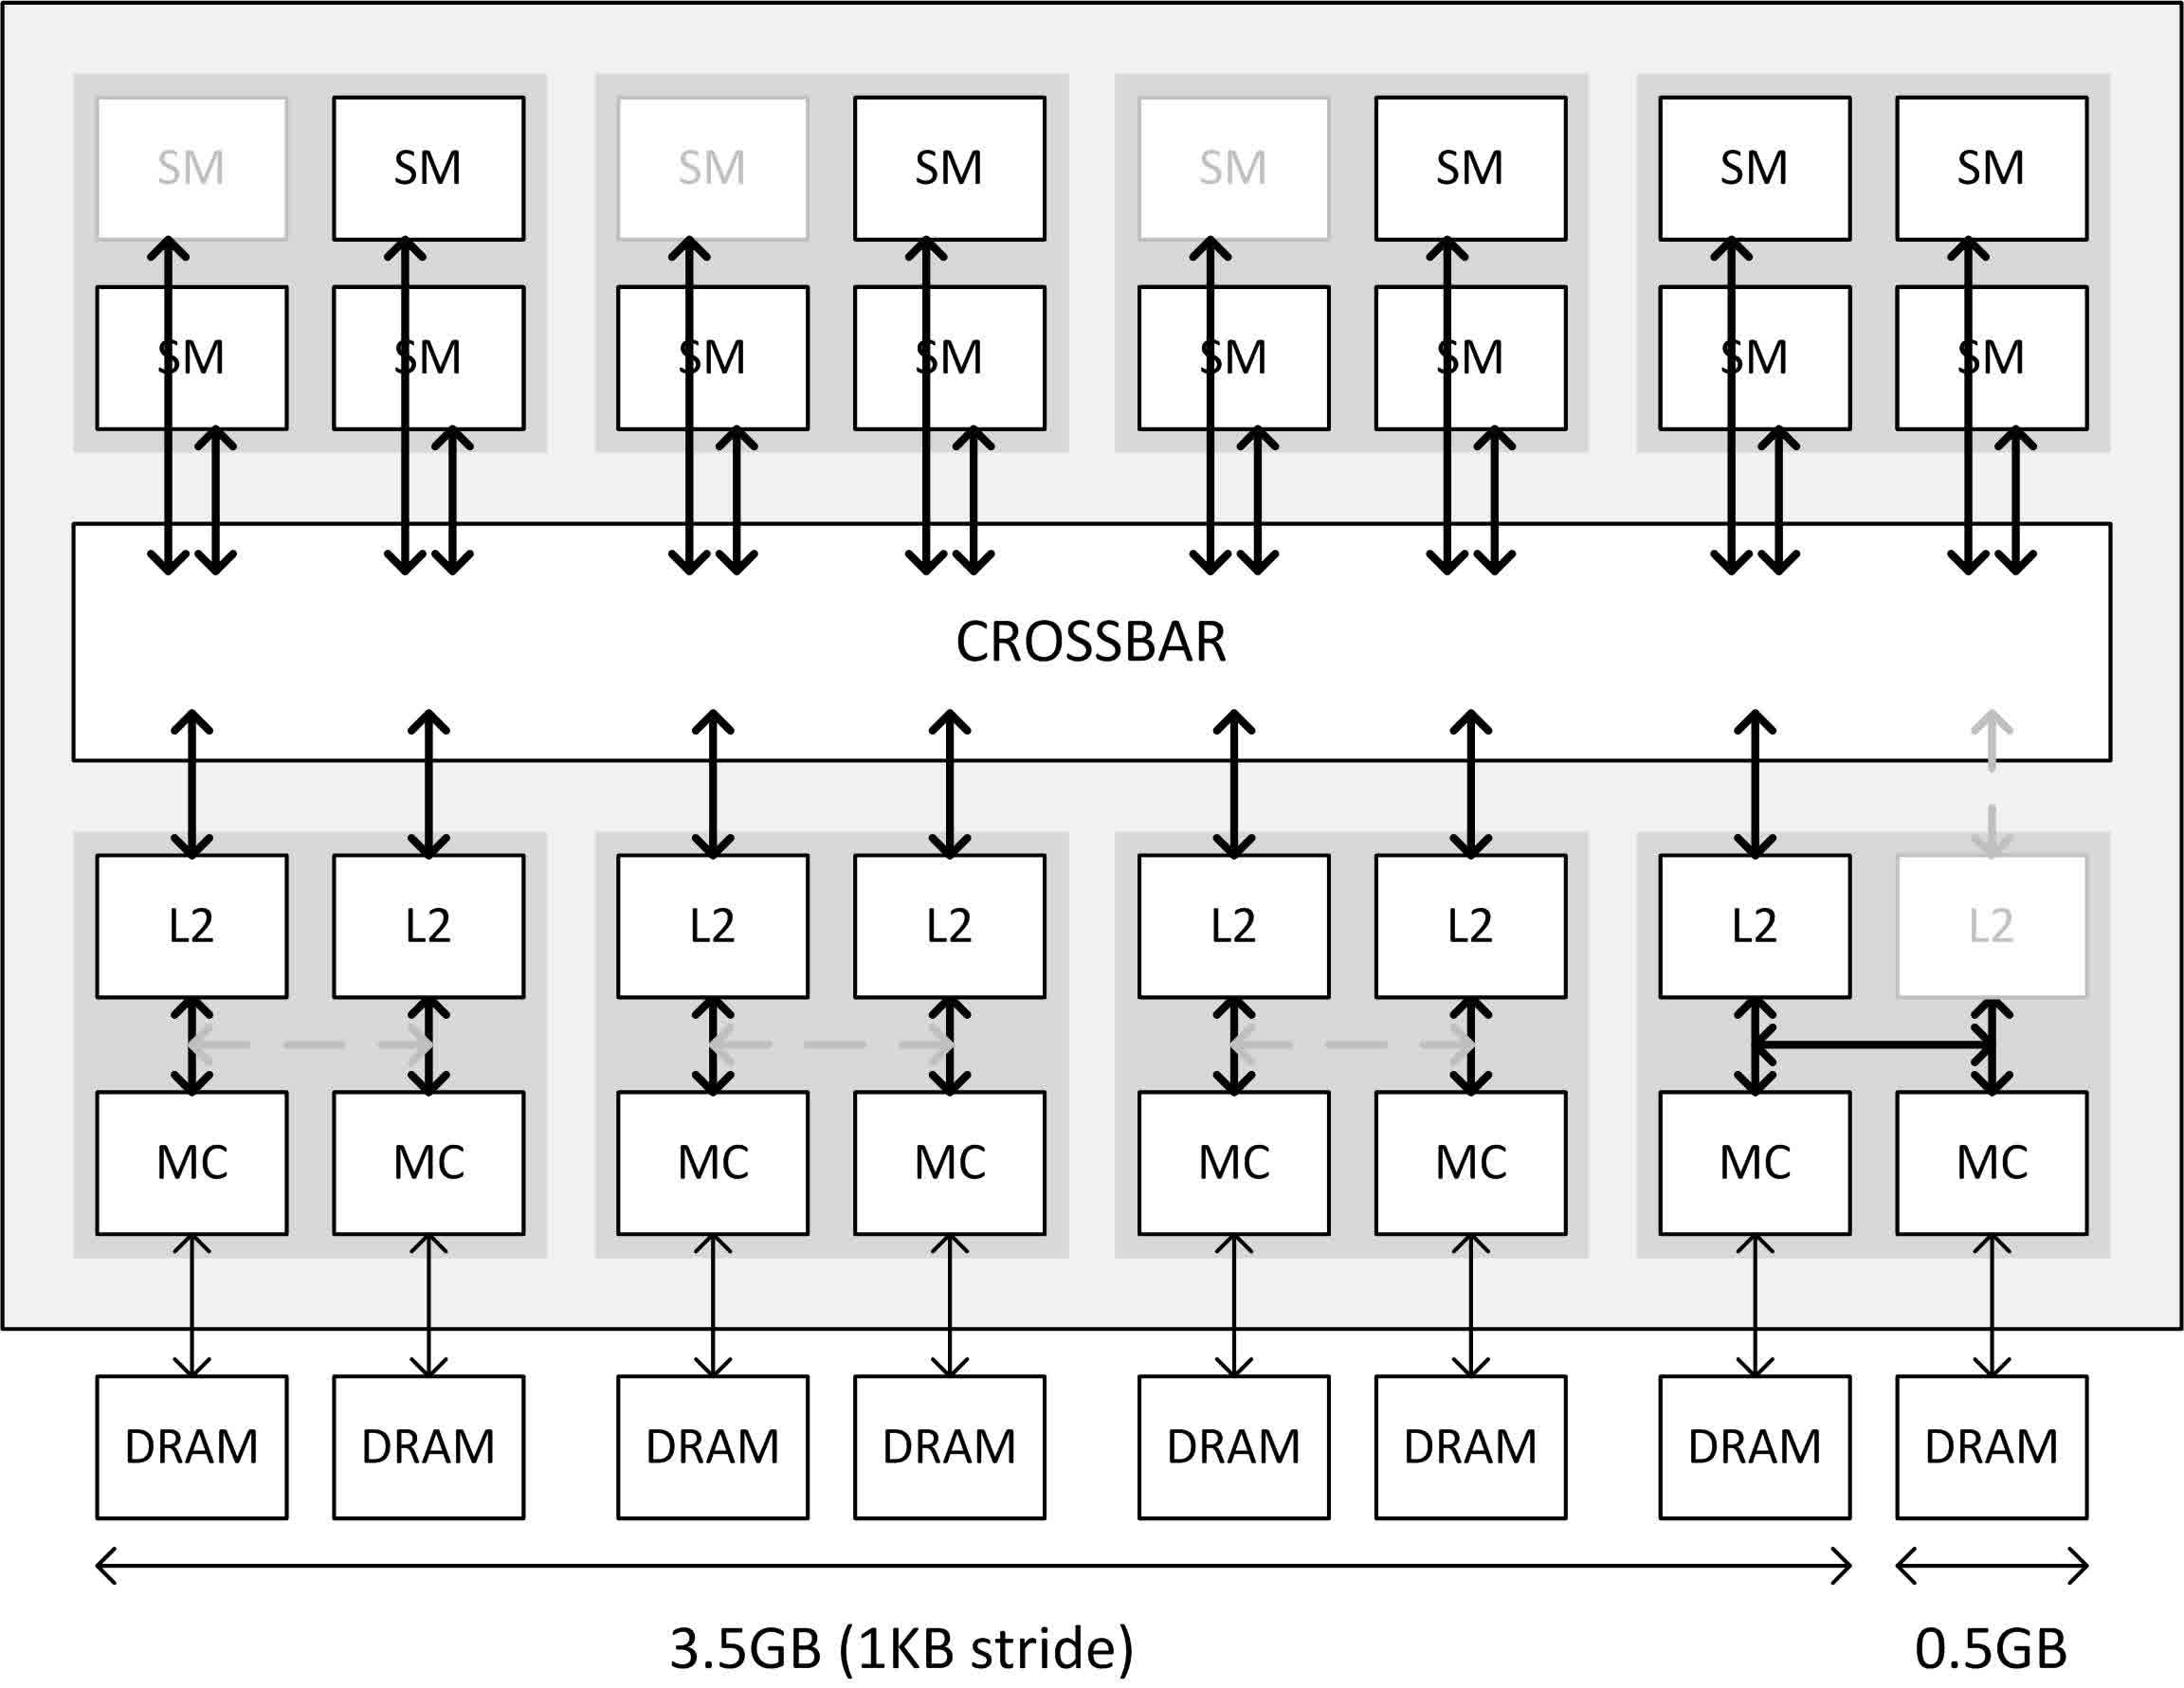 SM SM SM SM SM SM SM SM
SM SM SM SM SM SM SM SM
CROSSBAR
L2 L2 L2 L2 L2 L2 L2 L2
MC MC MC MC MC MC MC MC
DRAM DRAM DRAM DRAM DRAM DRAM DRAM DRAM
3.5GB (1KB stride) 0.5GB